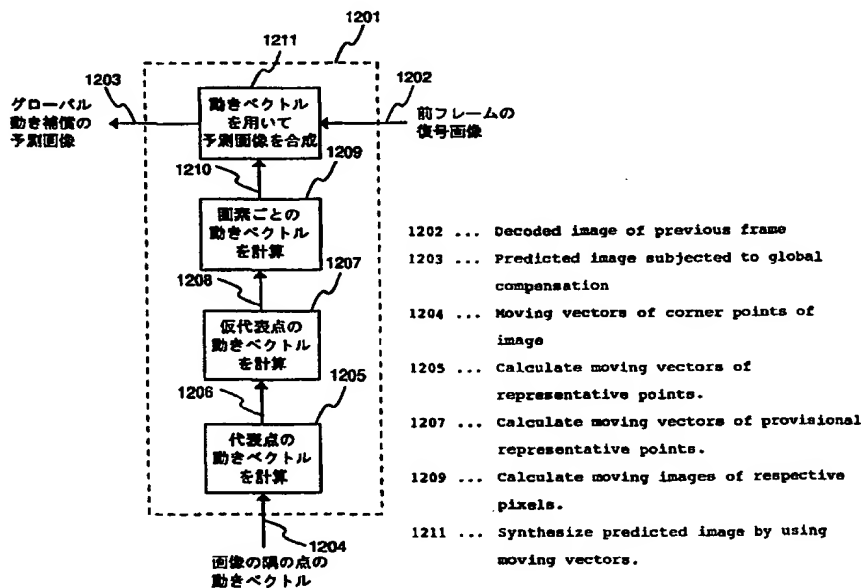 1211
1201
1203
1202
グローバル
動き補償の
予測画像
動きベクトル
を用いて
予測画像を合成
前フレームの
復号画像
1210
1209
画素ごとの
動きベクトル
を計算
1208
1207
仮代表点の
動きベクトル
を計算
1206
1205
代表点の
動きベクトル
を計算
1204
画像の隅の点の
動きベクトル
1202 ... Decoded image of previous frame
1203 ... Predicted image subjected to global
compensation
1204 ... Moving vectors of corner points of
image
1205 ... Calculate moving vectors of
representative points.
1207 ... Calculate moving vectors of provisional
representative points.
1209 ... Calculate moving images of respective
pixels.
1211 ... Synthesize predicted image by using
moving vectors.